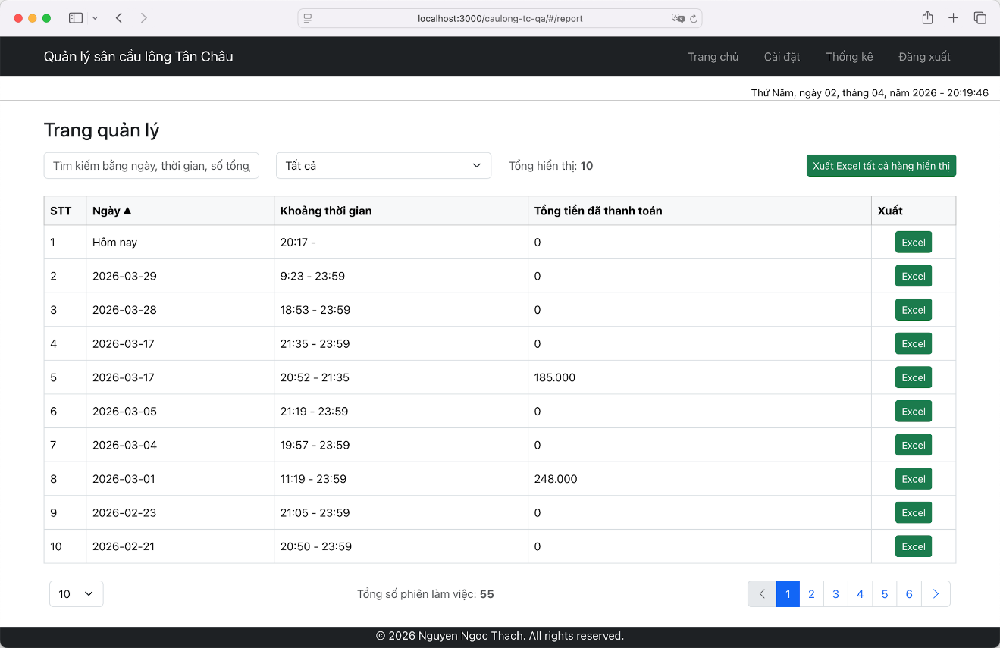 localhost:3000/caulong-tc-qa/#/report
Quản lý sân cầu lông Tân Châu Trang chủ Cài đặt Thống kê Đăng xuất
Thứ Năm, ngày 02, tháng 04, năm 2026 - 20:19:46
Trang quản lý
Tìm kiếm bằng ngày, thời gian, số tổng, Tất cả Tổng hiển thị: 10 Xuất Excel tất cả hàng hiển thị
STT Ngày ▲ Khoảng thời gian Tổng tiền đã thanh toán Xuất
1 Hôm nay 20:17 - 0 Excel
2 2026-03-29 9:23 - 23:59 0 Excel
3 2026-03-28 18:53 - 23:59 0 Excel
4 2026-03-17 21:35 - 23:59 0 Excel
5 2026-03-17 20:52 - 21:35 185.000 Excel
6 2026-03-05 21:19 - 23:59 0 Excel
7 2026-03-04 19:57 - 23:59 0 Excel
8 2026-03-01 11:19 - 23:59 248.000 Excel
9 2026-02-23 21:05 - 23:59 0 Excel
10 2026-02-21 20:50 - 23:59 0 Excel
10 Tổng số phiên làm việc: 55 1 2 3 4 5 6
© 2026 Nguyen Ngoc Thach. All rights reserved.